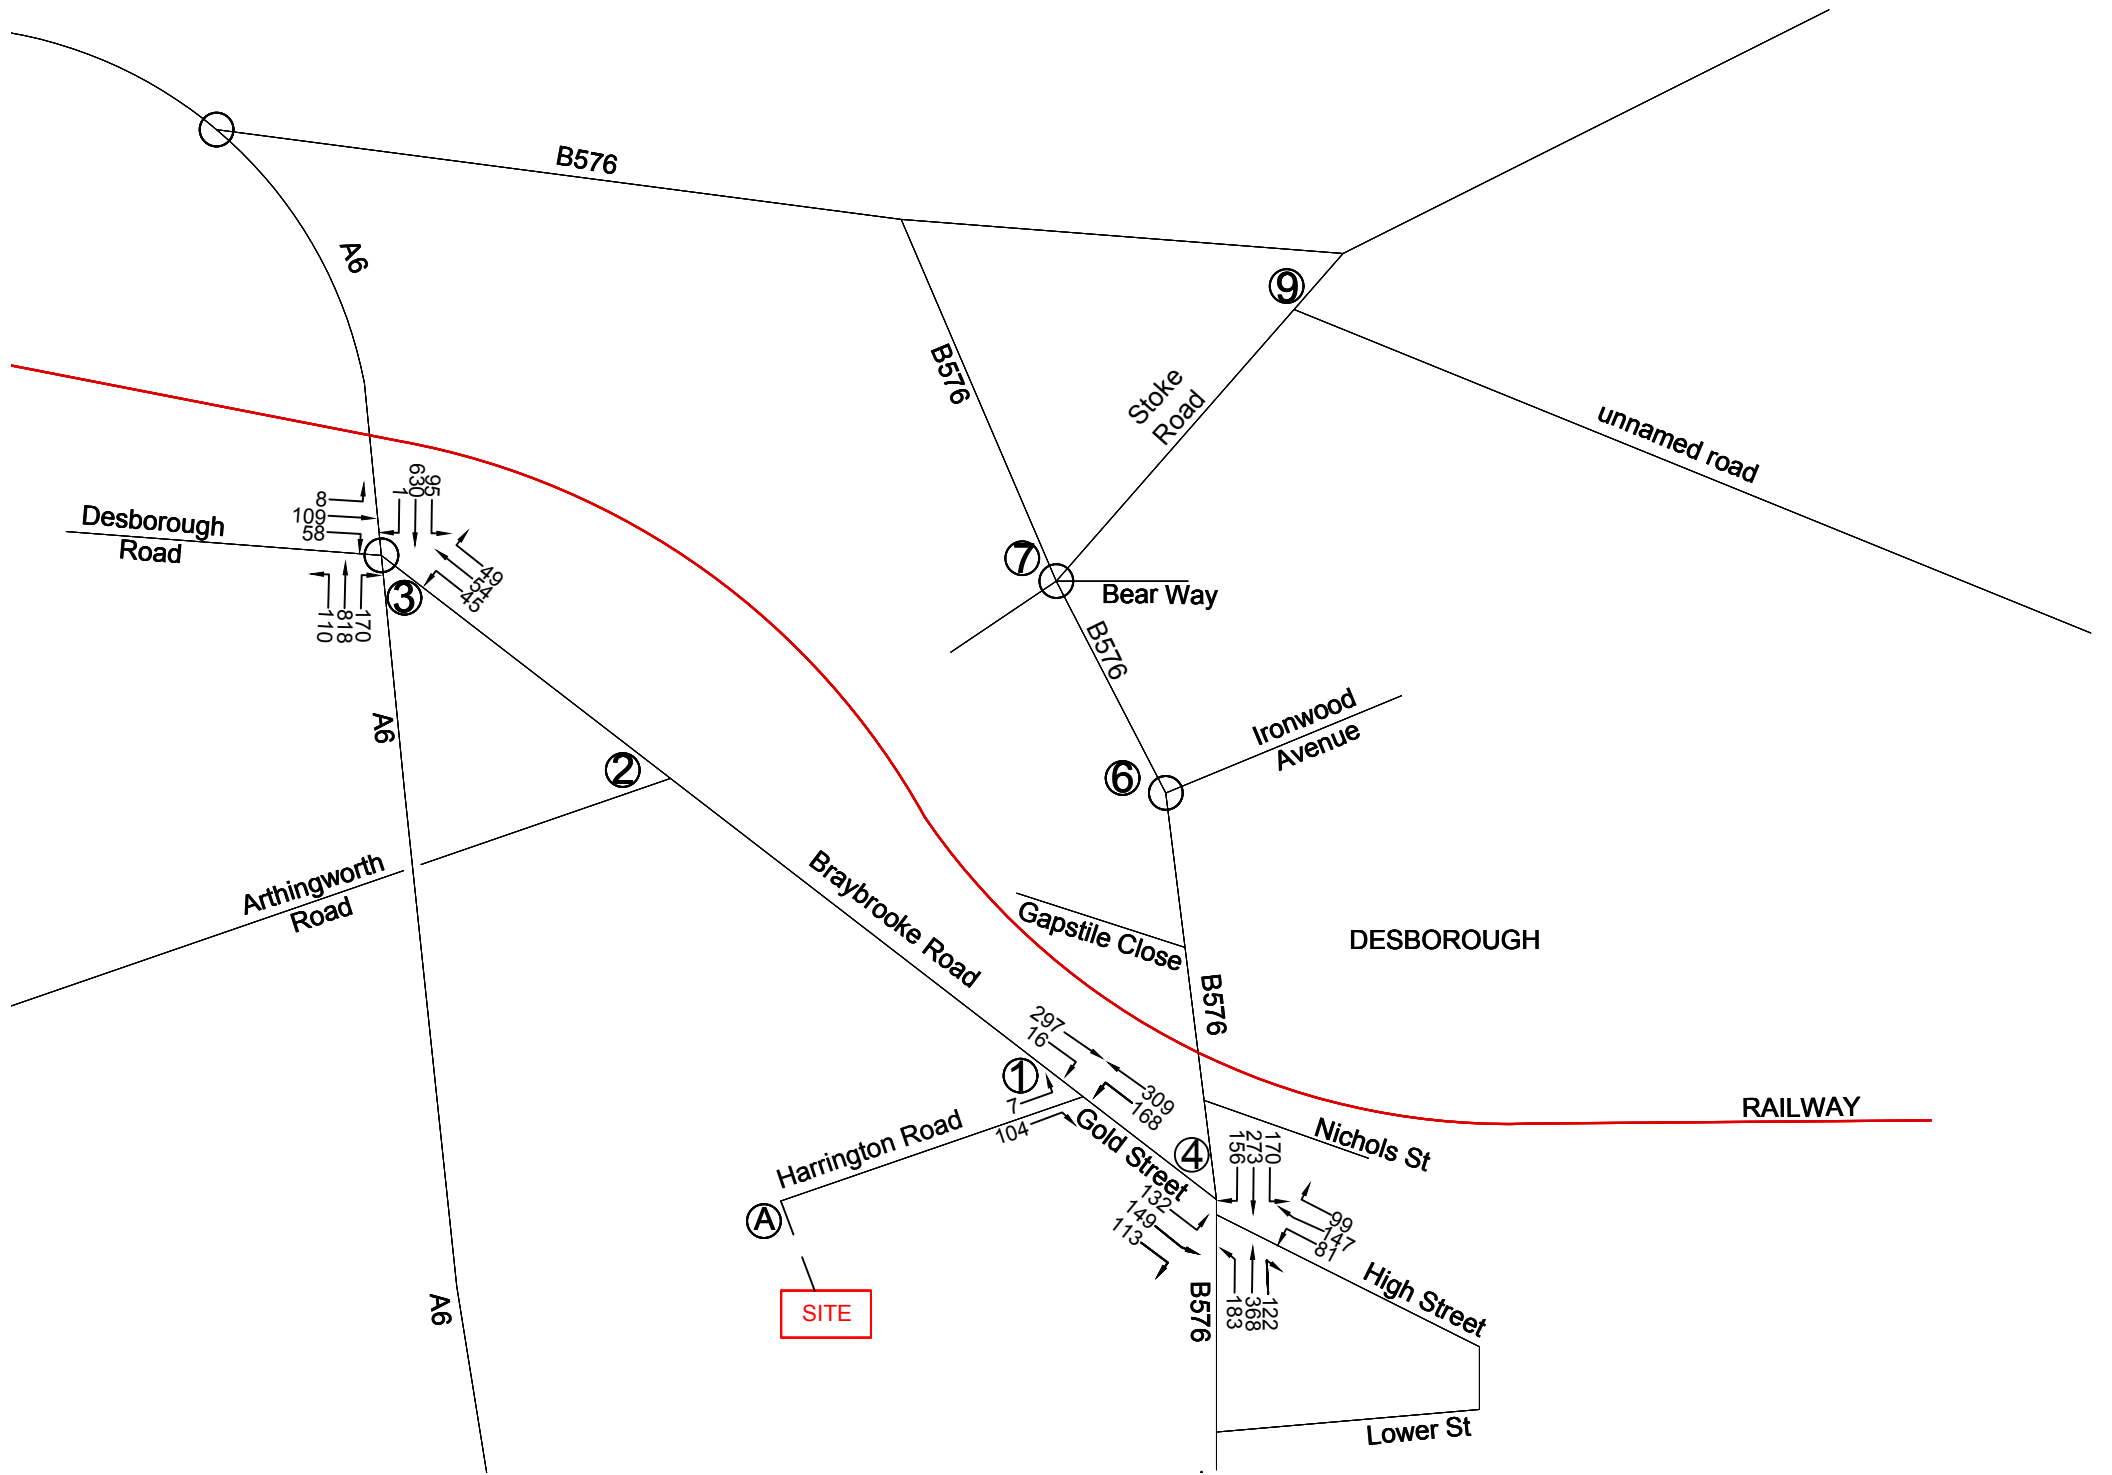 B576
A6
9
B576
Stoke
Road
unnamed road
8
109
58
1
630
95
Desborough
Road
49
54
45
3
110
818
170
7
Bear Way
B576
A6
Ironwood
Avenue
2
6
Arthingworth
Road
Braybrooke Road
Gapstile Close
DESBOROUGH
B576
297
16
1
7
104
309
168
RAILWAY
Harrington Road
Gold Street
4
Nichols St
156
273
170
132
149
113
99
147
81
A
SITE
A6
B576
183
368
122
High Street
Lower St